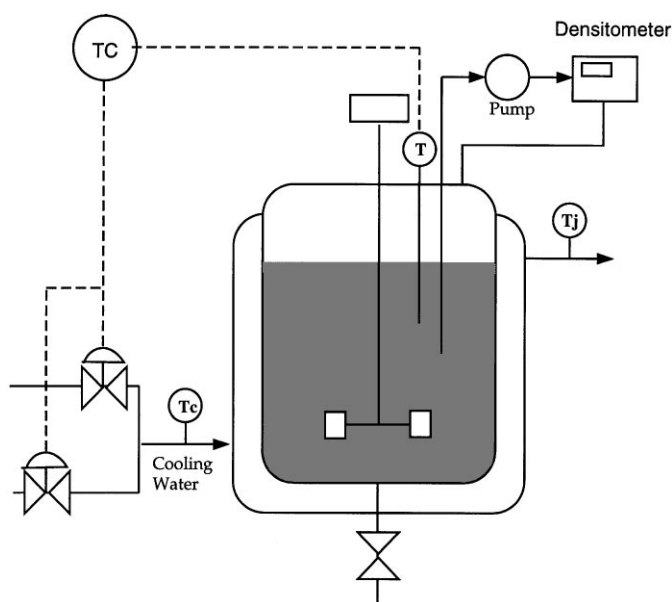 Densitometer
TC
Pump
T
Tj
Tc
Cooling
Water